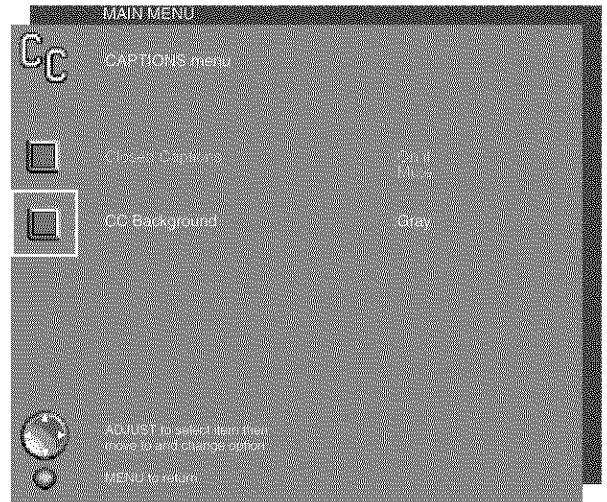 MAIN MENU
CC
CAPTIONS menu
Closed Captions
On if
Mute
CC Background
Gray
ADJUST to select item then
move to and change option
MENU to return